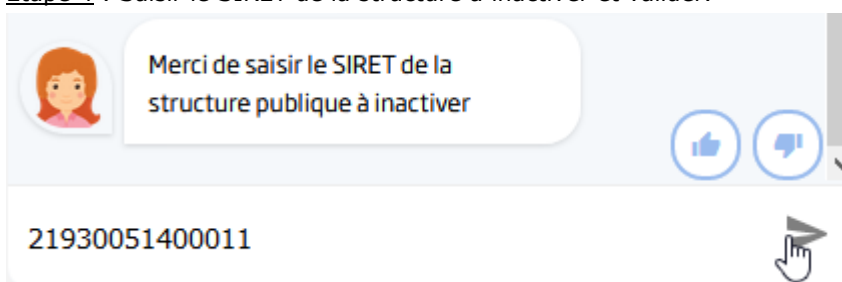 Merci de saisir le SIRET de la
structure publique à inactiver
21930051400011